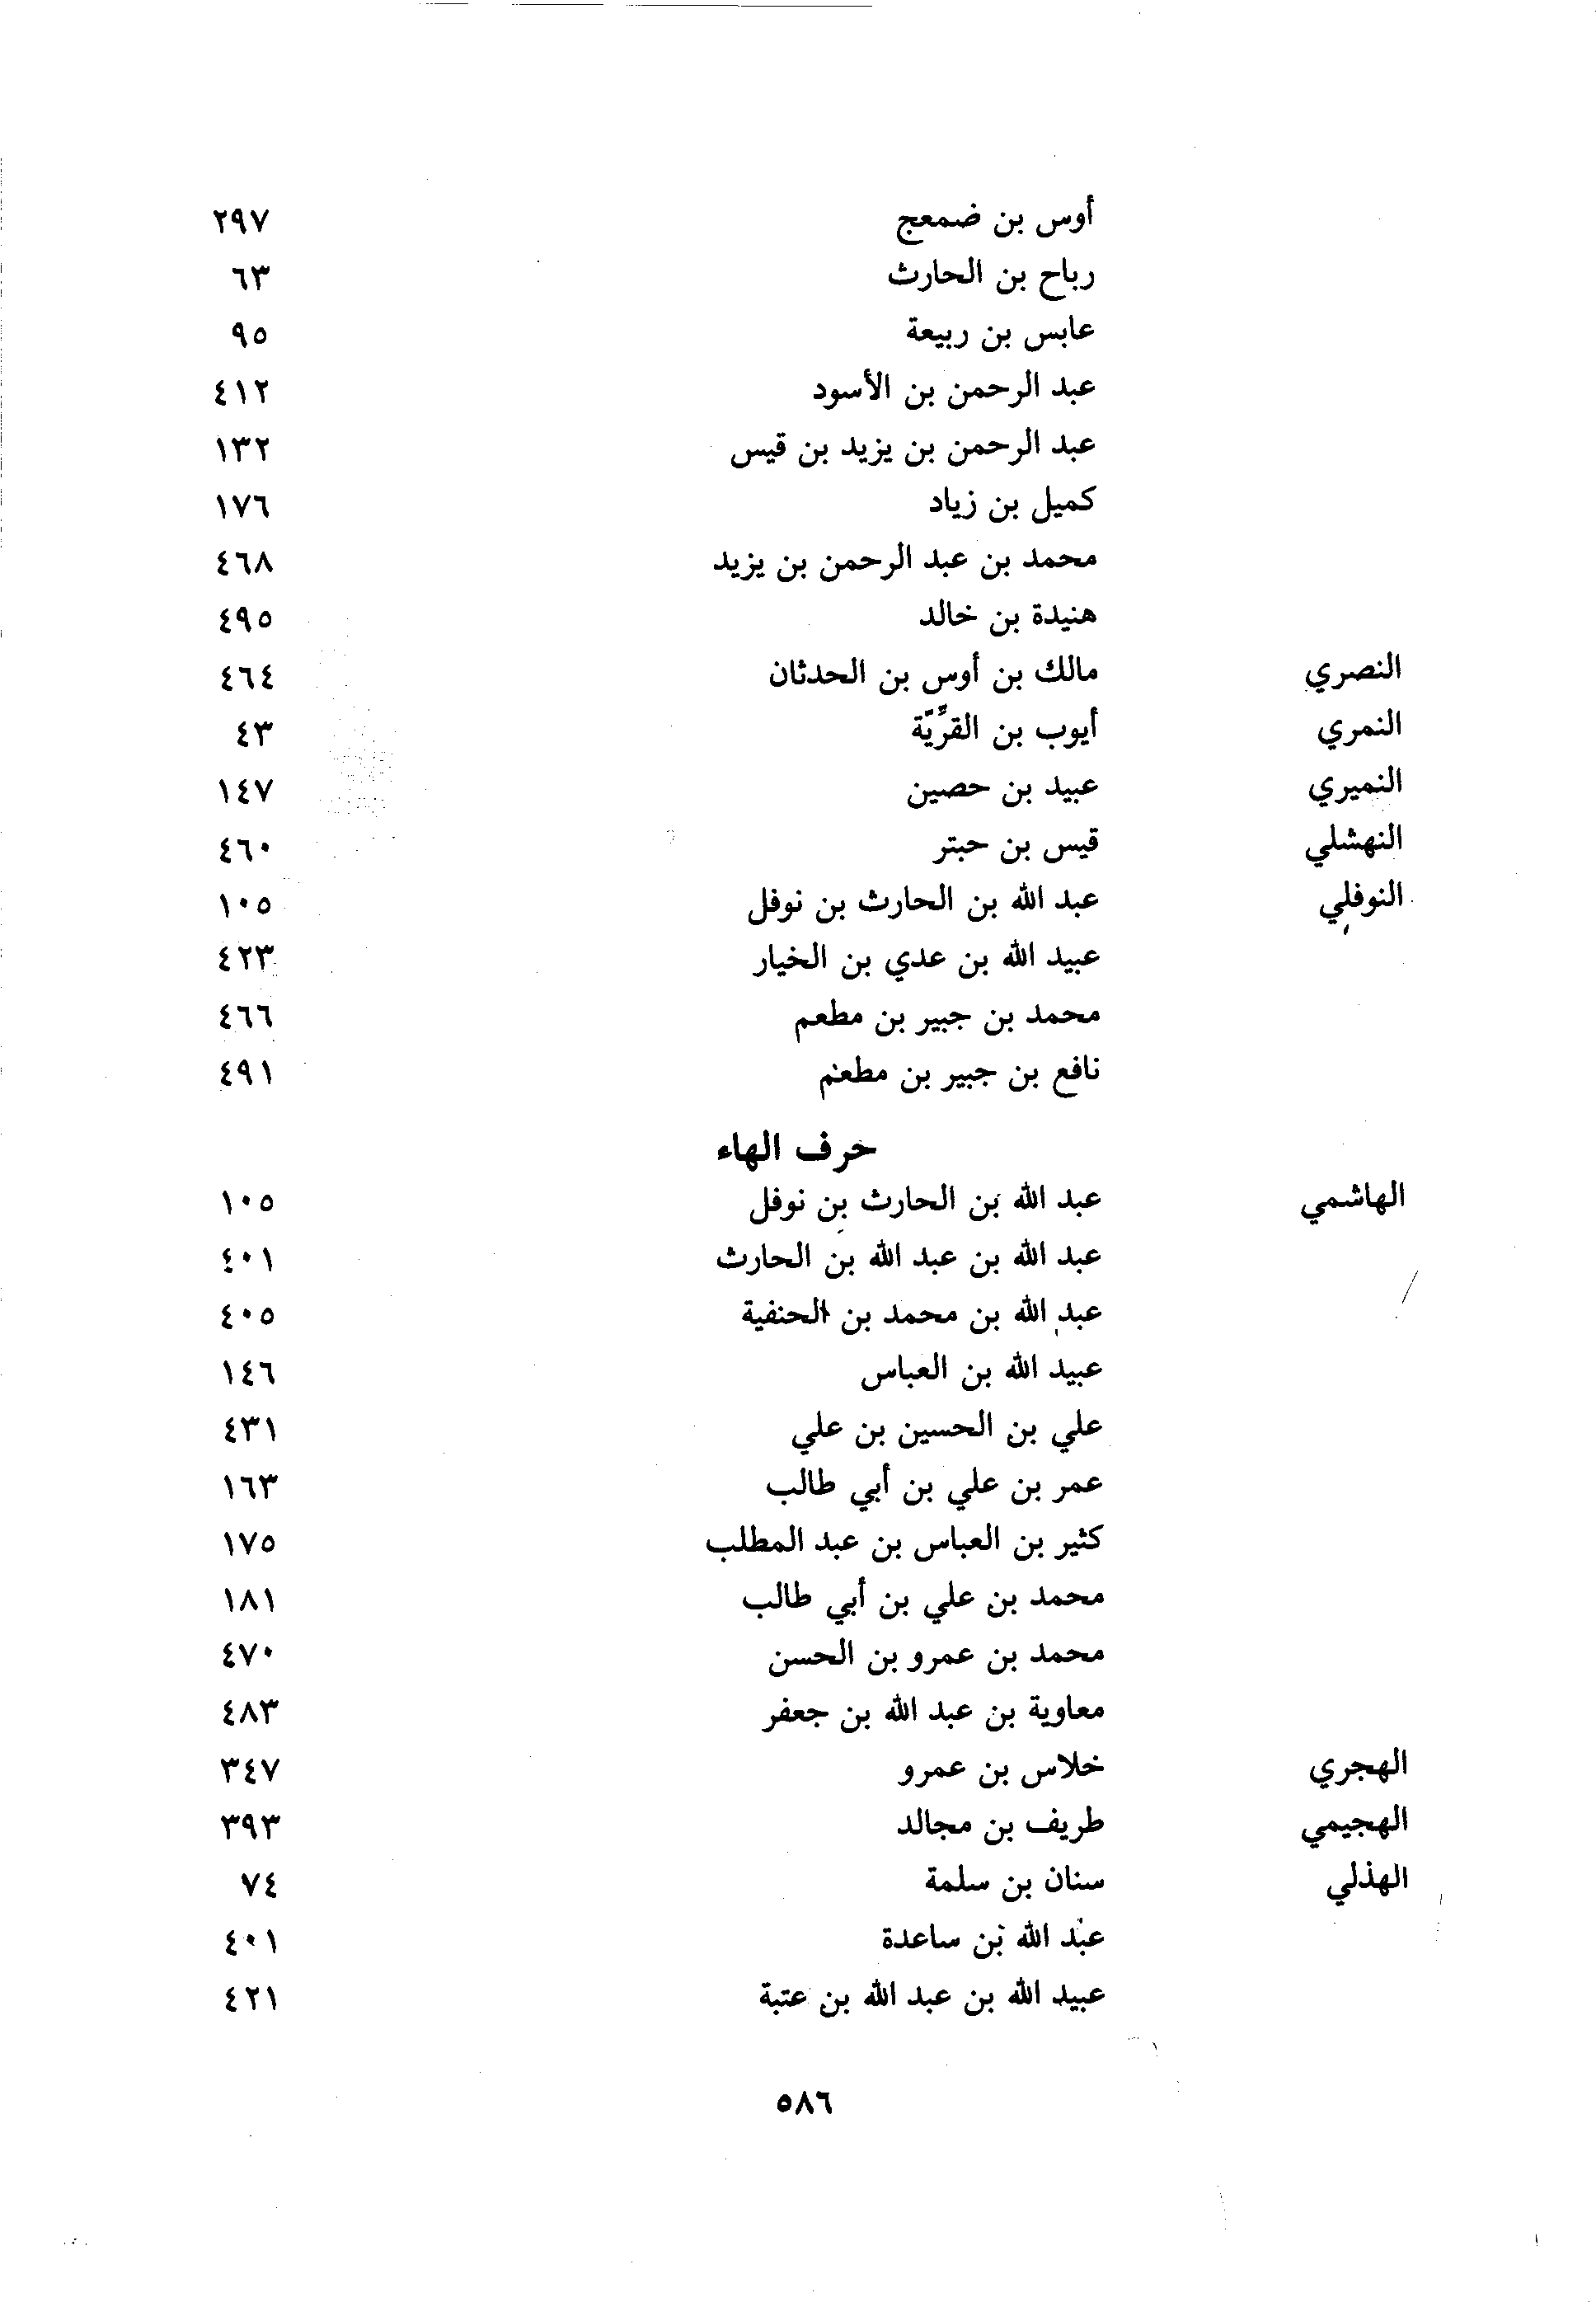 أوس بن ضمعج ٢٩٧
رباح بن الحارث ٦٣
عابس بن ربيعة ٩٥
عبد الرحمن بن الأسود ٤١٢
عبد الرحمن بن يزيد بن قيس ١٣٢
كميل بن زياد ١٧٦
محمد بن عبد الرحمن بن يزيد ٤٦٨
هنيدة بن خالد ٤٩٥
النصري مالك بن أوس بن الحدثان ٤٦٤
النمري أيوب بن القرِّيّة ٤٣
النميري عبيد بن حصين ١٤٧
النهشلي قيس بن حبتر ٤٦٠
النوفلي عبد الله بن الحارث بن نوفل ١٠٥
عبيد الله بن عدي بن الخيار ٤٢٣
محمد بن جبير بن مطعم ٤٦٦
نافع بن جبير بن مطعم ٤٩١
حرف الهاء
الهاشمي عبد الله بن الحارث بن نوفل ١٠٥
عبد الله بن عبد الله بن الحارث ٤٠١
عبد الله بن محمد بن الحنفية ٤٠٥
عبيد الله بن العباس ١٤٦
علي بن الحسين بن علي ٤٣١
عمر بن علي بن أبي طالب ١٦٣
كثير بن العباس بن عبد المطلب ١٧٥
محمد بن علي بن أبي طالب ١٨١
محمد بن عمرو بن الحسن ٤٧٠
معاوية بن عبد الله بن جعفر ٤٨٣
الهجري خلاس بن عمرو ٣٤٧
الهجيمي طريف بن مجالد ٣٩٣
الهذلي سنان بن سلمة ٧٤
عبد الله بن ساعدة ٤٠١
عبيد الله بن عبد الله بن عتبة ٤٢١
٥٨٦